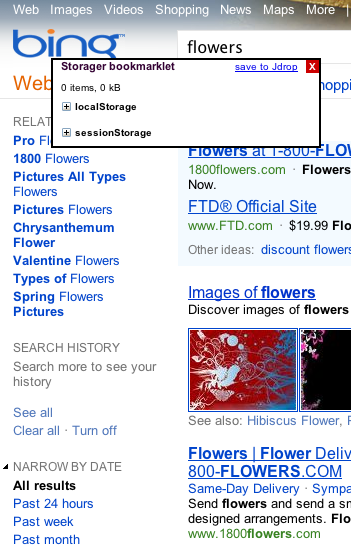 Web Images Videos Shopping News Maps More |
bing™
flowers
Storager bookmarklet save to Jdrop X
0 items, 0 kB
localStorage
sessionStorage
Web
RELAT
Pro Fl
1800 Flowers
Pictures All Types
Flowers
Pictures Flowers
Chrysanthemum
Flower
Valentine Flowers
Types of Flowers
Spring Flowers
Pictures
SEARCH HISTORY
Search more to see your
history
See all
Clear all · Turn off
NARROW BY DATE
All results
Past 24 hours
Past week
Past month
hoppi
Flowers at 1-800-FLO
1800flowers.com · Flowers
Now.
FTD® Official Site
www.FTD.com · $19.99 Flo
Other ideas: discount flowers
Images of flowers
Discover images of flowers
See also: Hibiscus Flower, F
Flowers | Flower Deliv
800-FLOWERS.COM
Same-Day Delivery · Sympa
Send flowers and send a sm
designed arrangements. Flo
www.1800flowers.com